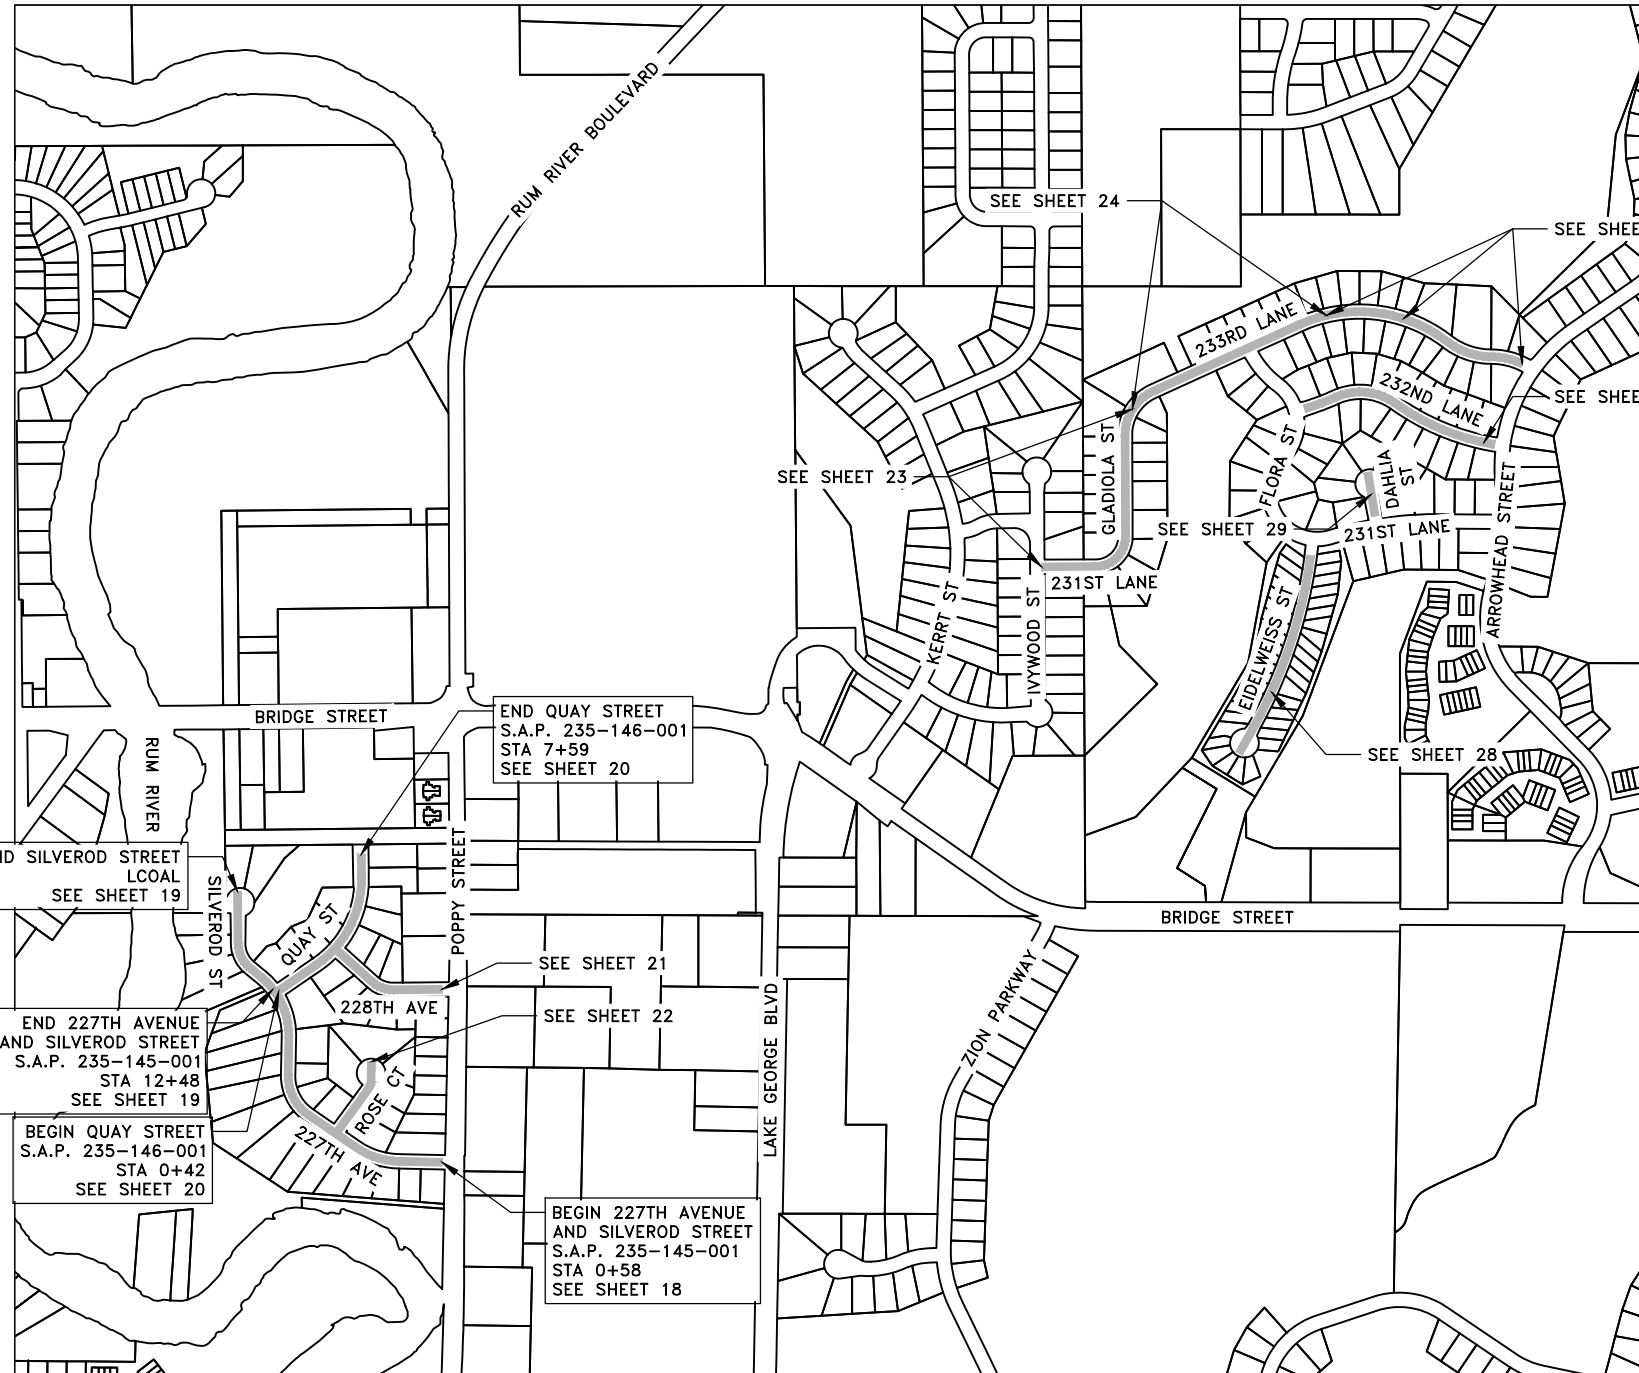 RUM RIVER BOULEVARD
SEE SHEET 24
SEE SHEE
233RD LANE
232ND LANE
SEE SHEE
GLADIOLA ST
FLORA ST
DAHLIA
ST
SEE SHEET 23
SEE SHEET 29
231ST LANE
231ST LANE
ARROWHEAD STREET
KERRT ST
IVYWOOD ST
EIDELWEISS ST
SEE SHEET 28
BRIDGE STREET
END QUAY STREET
S.A.P. 235-146-001
STA 7+59
SEE SHEET 20
RUM RIVER
ND SILVEROD STREET
LCOAL
SEE SHEET 19
SILVEROD ST
QUAY ST
POPPY STREET
BRIDGE STREET
SEE SHEET 21
228TH AVE
SEE SHEET 22
LAKE GEORGE BLVD
ZION PARKWAY
END 227TH AVENUE
AND SILVEROD STREET
S.A.P. 235-145-001
STA 12+48
SEE SHEET 19
ROSE CT
BEGIN QUAY STREET
S.A.P. 235-146-001
STA 0+42
SEE SHEET 20
227TH AVE
BEGIN 227TH AVENUE
AND SILVEROD STREET
S.A.P. 235-145-001
STA 0+58
SEE SHEET 18